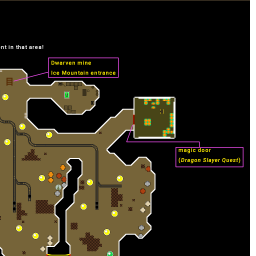 nt in that area!
Dwarven mine
Ice Mountain entrance
magic door
(Dragon Slayer Quest)